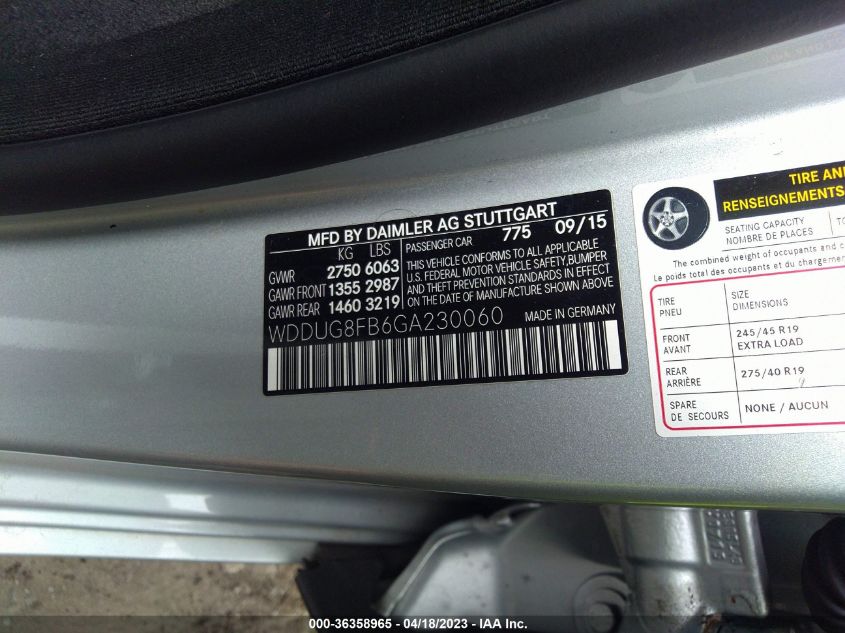 MFD BY DAIMLER AG STUTTGART
KG LBS
GVWR 2750 6063
GAWR FRONT 1355 2987
GAWR REAR 1460 3219
PASSENGER CAR 775 09/15
THIS VEHICLE CONFORMS TO ALL APPLICABLE
U.S. FEDERAL MOTOR VEHICLE SAFETY, BUMPER
AND THEFT PREVENTION STANDARDS IN EFFECT
ON THE DATE OF MANUFACTURE SHOWN ABOVE
WDDUG8FB6GA230060
TIRE AND
RENSEIGNEMENTS
SEATING CAPACITY
NOMBRE DE PLACES
The combined weight of occupants and
Le poids total des occupants et du chargement
TIRE
PNEU
SIZE
DIMENSIONS
FRONT
AVANT
245/45 R19
EXTRA LOAD
REAR
ARRIÈRE
275/40 R19
SPARE
DE SECOURS
NONE / AUCUN
000-36358965 - 04/18/2023 - IAA Inc.